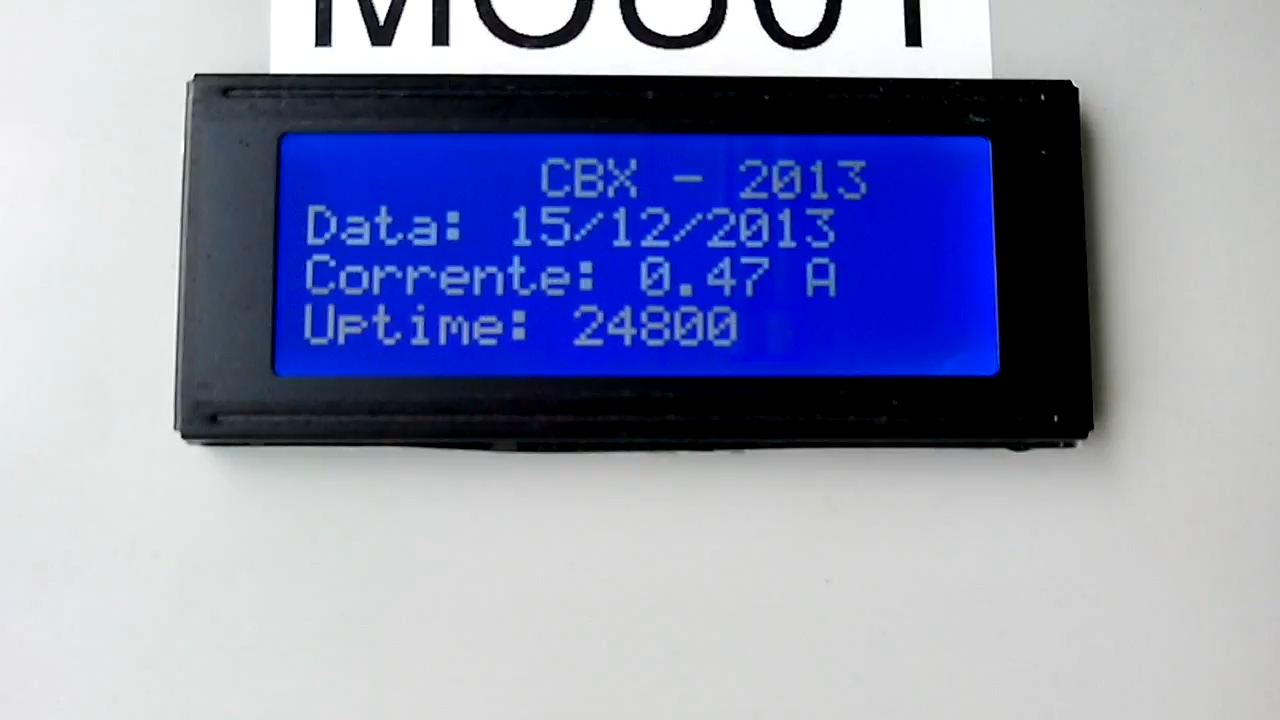 CBX - 2013
Data: 15/12/2013
Corrente: 0.47 A
Uptime: 24800